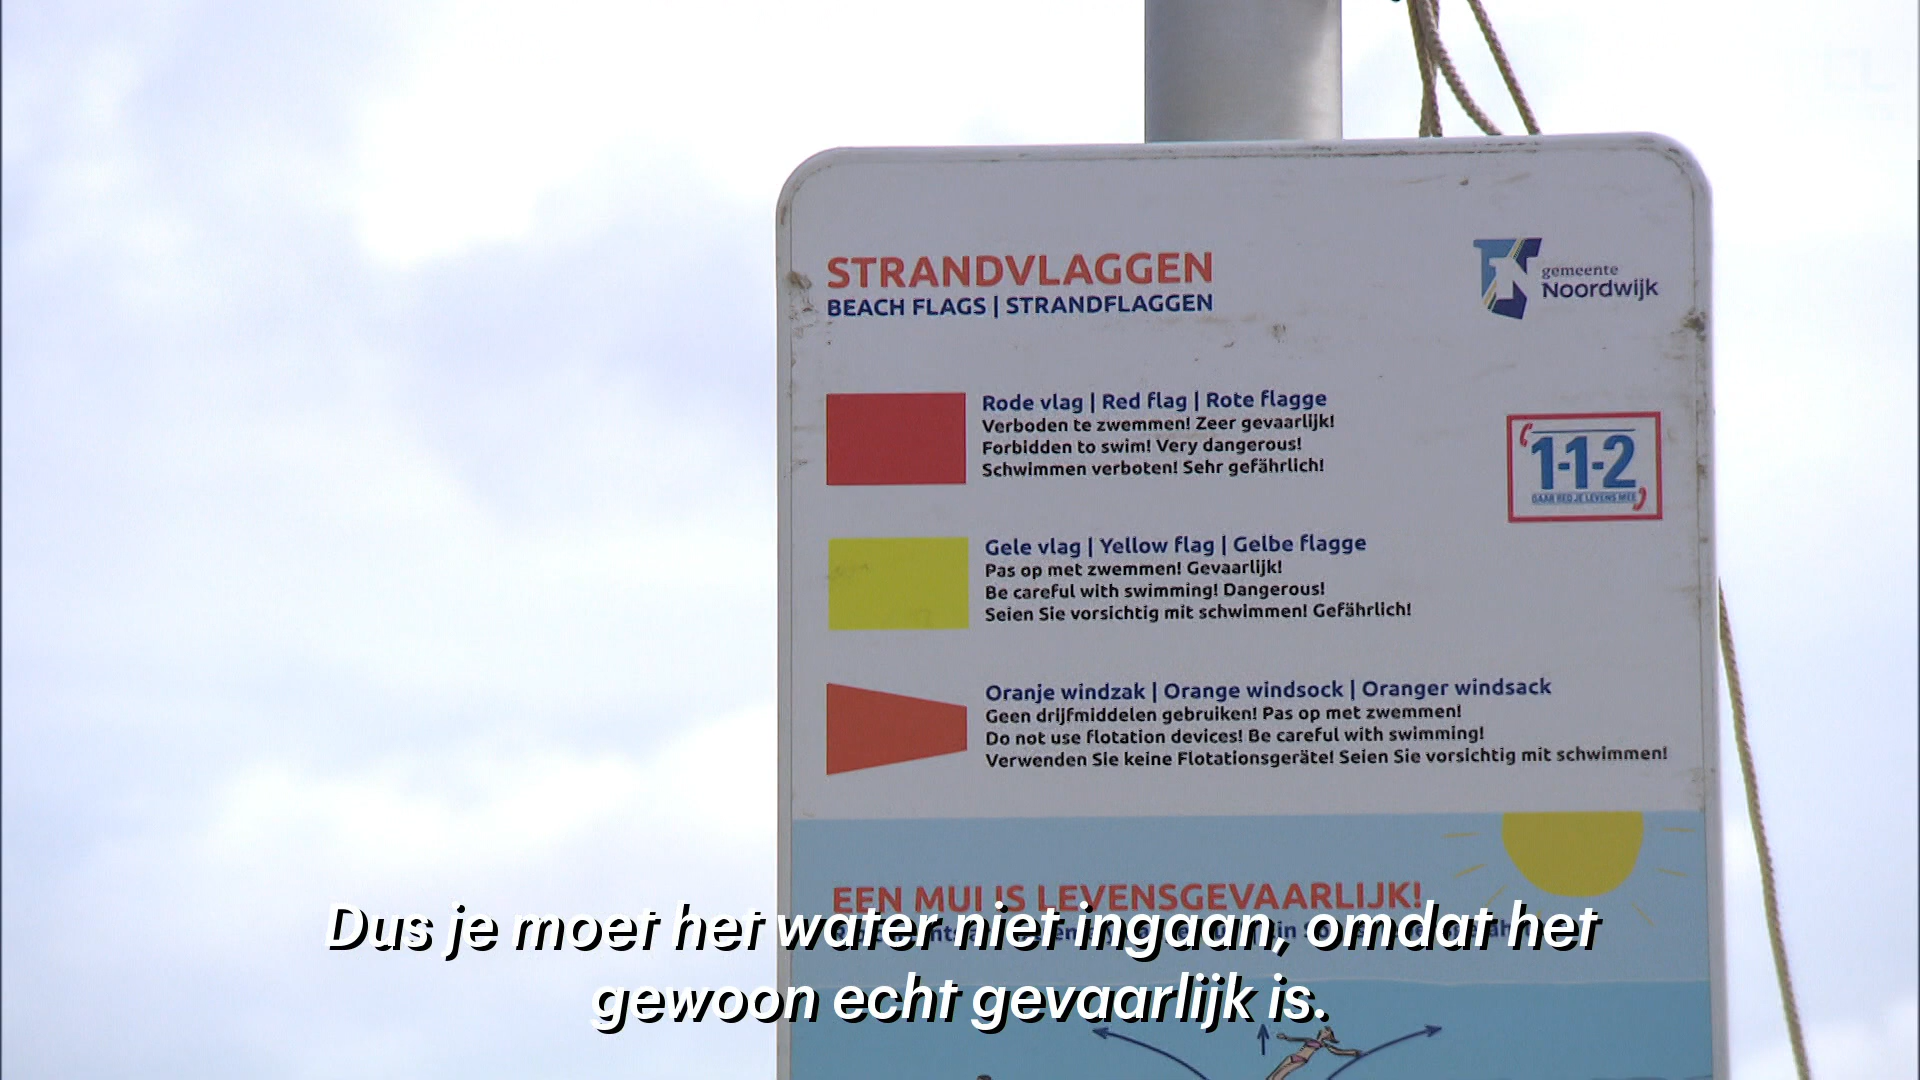 STRANDVLAGGEN
BEACH FLAGS | STRANDFLAGGEN
gemeente
Noordwijk
Rode vlag | Red flag | Rote flagge
Verboden te zwemmen! Zeer gevaarlijk!
Forbidden to swim! Very dangerous!
Schwimmen verboten! Sehr gefährlich!
1-1-2
DAAR RED JE LEVENS MEE
Gele vlag | Yellow flag | Gelbe flagge
Pas op met zwemmen! Gevaarlijk!
Be careful with swimming! Dangerous!
Seien Sie vorsichtig mit schwimmen! Gefährlich!
Oranje windzak | Orange windsock | Oranger windsack
Geen drijfmiddelen gebruiken! Pas op met zwemmen!
Do not use flotation devices! Be careful with swimming!
Verwenden Sie keine Flotationsgeräte! Seien Sie vorsichtig mit schwimmen!
EEN MUI IS LEVENSGEVAARLIJK!
Dus je moet het water niet ingaan, omdat het
gewoon echt gevaarlijk is.